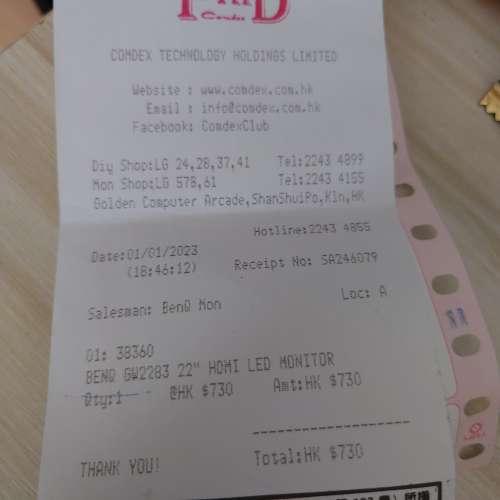 Comdex
COMDEX TECHNOLOGY HOLDINGS LIMITED
Website : www.comdex.com.hk
Email : info@comdex.com.hk
Facebook: ComdexClub
Diy Shop:LG 24,28,37,41 Tel:2243 4899
Mon Shop:LG 57&,61 Tel:2243 4155
Golden Computer Arcade,ShamShuiPo,Kln,HK
Hotline:2243 4855
Date:01/01/2023
(18:46:12) Receipt No: SA246079
Salesman: BenQ Mon Loc: A
01: 38360
BENQ GW2283 22" HDMI LED MONITOR
Qty:1 @HK $730 Amt:HK $730
THANK YOU! Total:HK $730